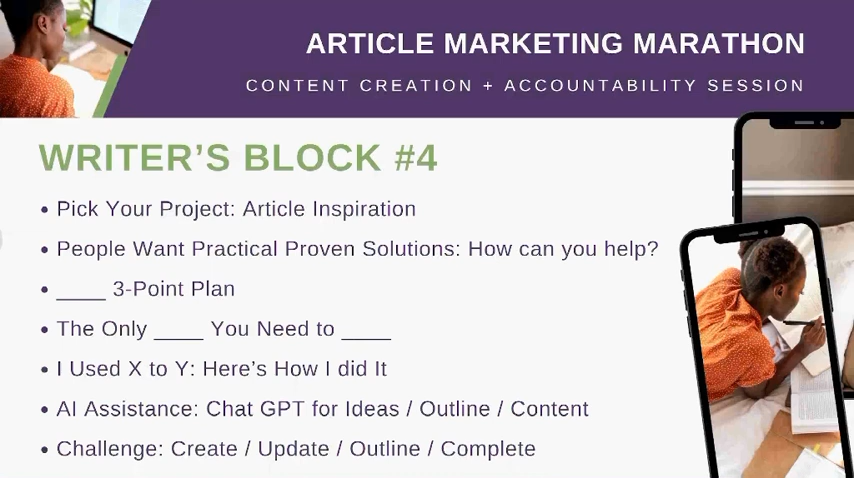 ARTICLE MARKETING MARATHON
CONTENT CREATION + ACCOUNTABILITY SESSION
WRITER'S BLOCK #4
• Pick Your Project: Article Inspiration
• People Want Practical Proven Solutions: How can you help?
• ____ 3-Point Plan
• The Only ____ You Need to ____
• I Used X to Y: Here's How I did It
• AI Assistance: Chat GPT for Ideas / Outline / Content
• Challenge: Create / Update / Outline / Complete